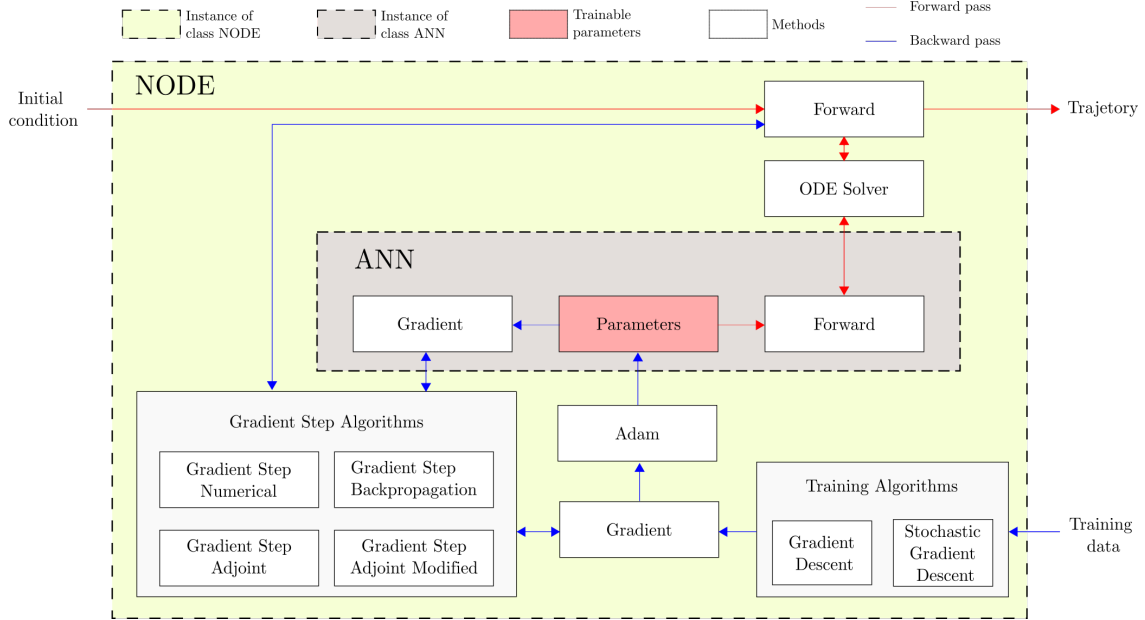 Instance of
class NODE
Instance of
class ANN
Trainable
parameters
Methods
Forward pass
Backward pass
NODE
Initial
condition
Forward
Trajetory
ODE Solver
ANN
Gradient
Parameters
Forward
Gradient Step Algorithms
Gradient Step
Numerical
Gradient Step
Backpropagation
Gradient Step
Adjoint
Gradient Step
Adjoint Modified
Adam
Gradient
Training Algorithms
Gradient
Descent
Stochastic
Gradient
Descent
Training
data